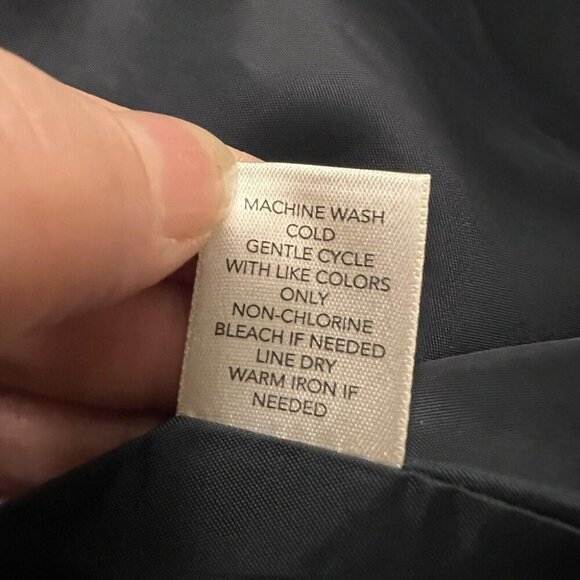 MACHINE WASH
COLD
GENTLE CYCLE
WITH LIKE COLORS
ONLY
NON-CHLORINE
BLEACH IF NEEDED
LINE DRY
WARM IRON IF
NEEDED